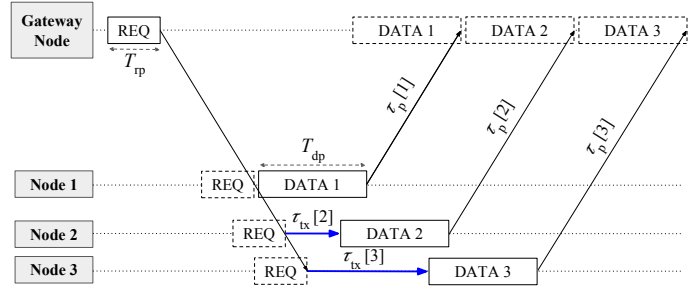 Gateway
Node
REQ
DATA 1
DATA 2
DATA 3
T_rp
τ_p[1]
τ_p[2]
τ_p[3]
T_dp
Node 1
REQ
DATA 1
τ_tx[2]
Node 2
REQ
DATA 2
τ_tx[3]
Node 3
REQ
DATA 3